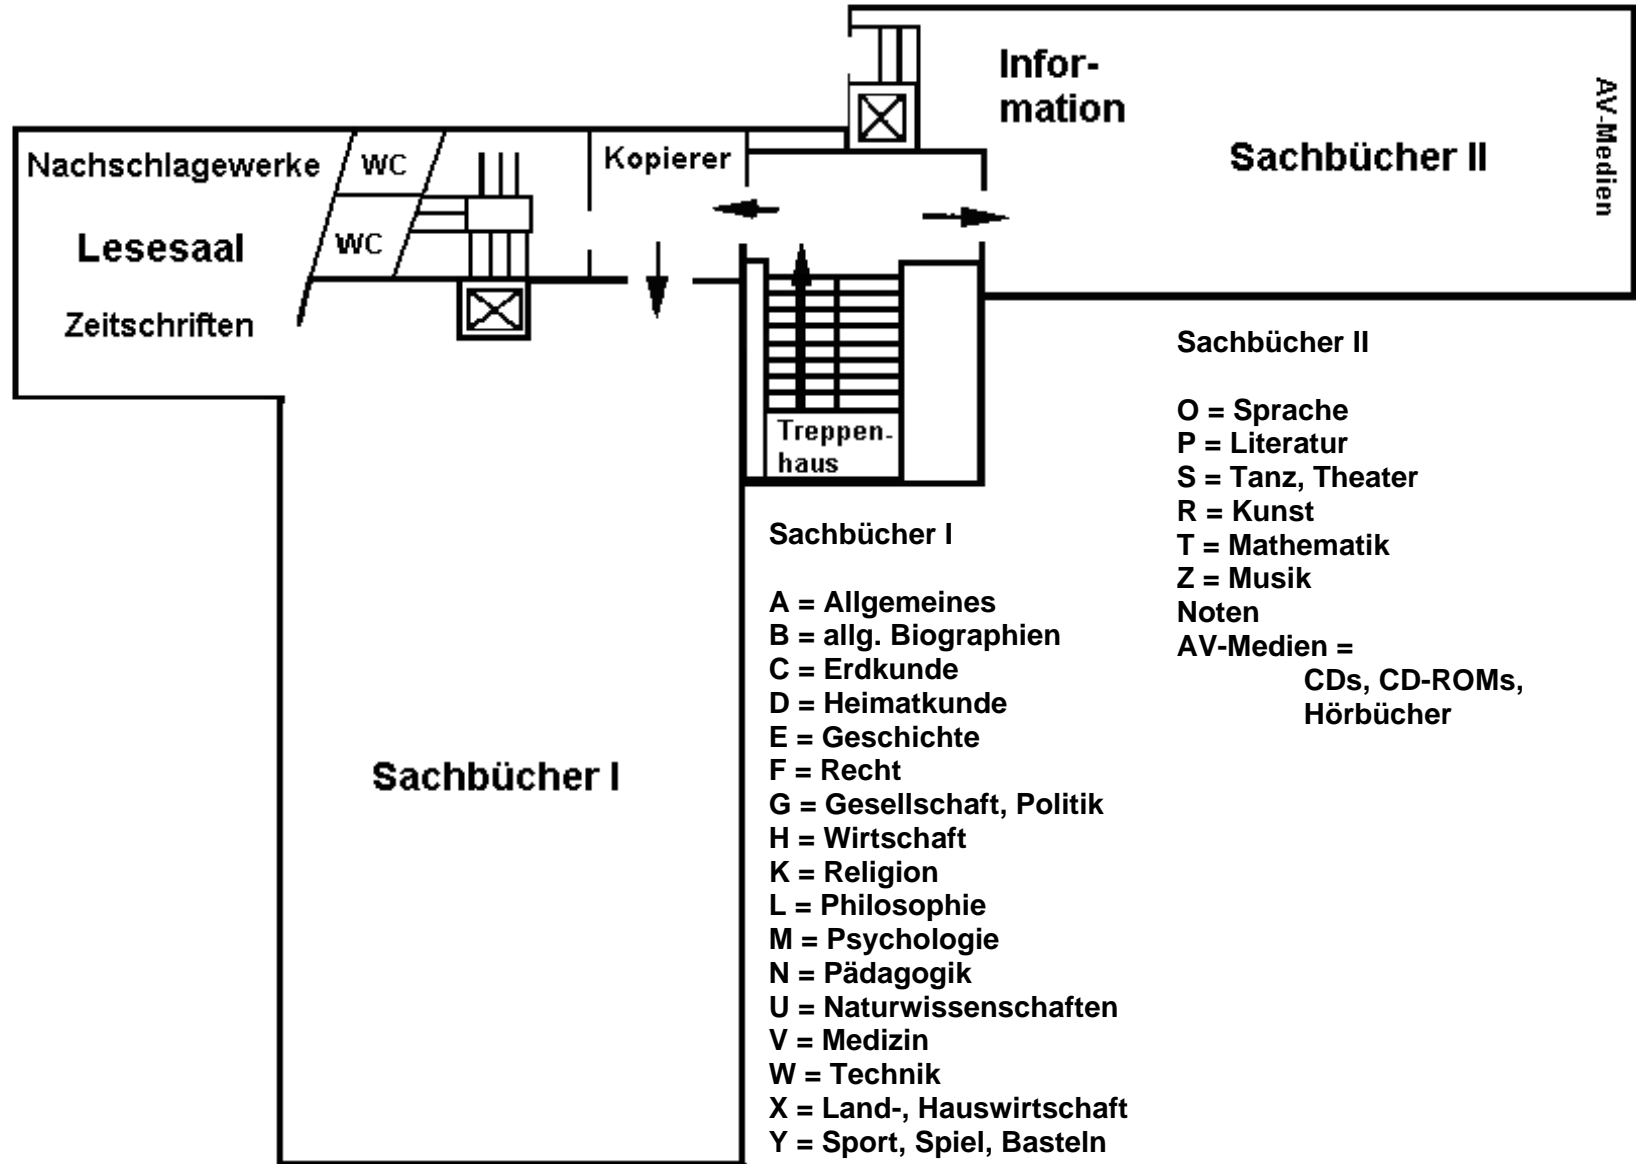 Infor-
mation
AV-Medien
Sachbücher II
Nachschlagewerke
WC
Kopierer
Lesesaal
WC
Zeitschriften
Treppen-
haus
Sachbücher I
Sachbücher II
O = Sprache
P = Literatur
S = Tanz, Theater
R = Kunst
T = Mathematik
Z = Musik
Noten
AV-Medien =
CDs, CD-ROMs,
Hörbücher
Sachbücher I
A = Allgemeines
B = allg. Biographien
C = Erdkunde
D = Heimatkunde
E = Geschichte
F = Recht
G = Gesellschaft, Politik
H = Wirtschaft
K = Religion
L = Philosophie
M = Psychologie
N = Pädagogik
U = Naturwissenschaften
V = Medizin
W = Technik
X = Land-, Hauswirtschaft
Y = Sport, Spiel, Basteln